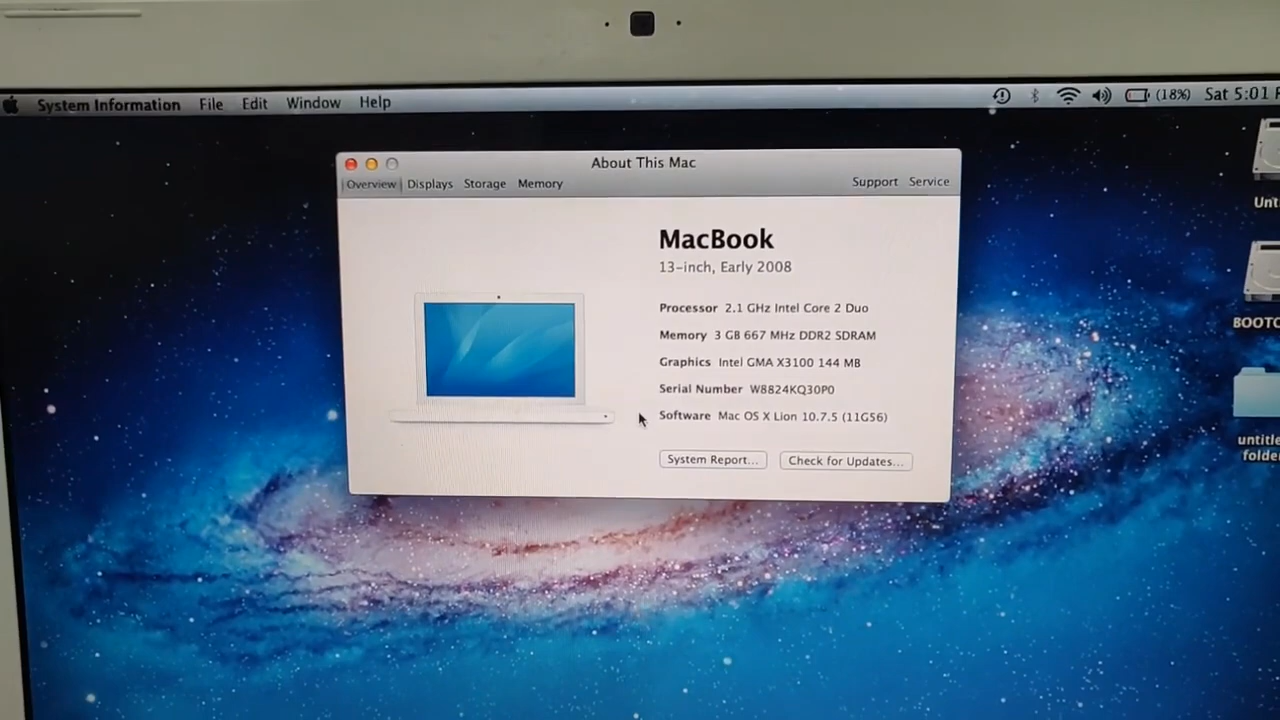 System Information File Edit Window Help (18%) Sat 5:01
About This Mac
Overview Displays Storage Memory Support Service
MacBook
13-inch, Early 2008
Processor 2.1 GHz Intel Core 2 Duo
Memory 3 GB 667 MHz DDR2 SDRAM
Graphics Intel GMA X3100 144 MB
Serial Number W8824KQ30P0
Software Mac OS X Lion 10.7.5 (11G56)
System Report... Check for Updates...
Unt
BOOTC
untitle
folder